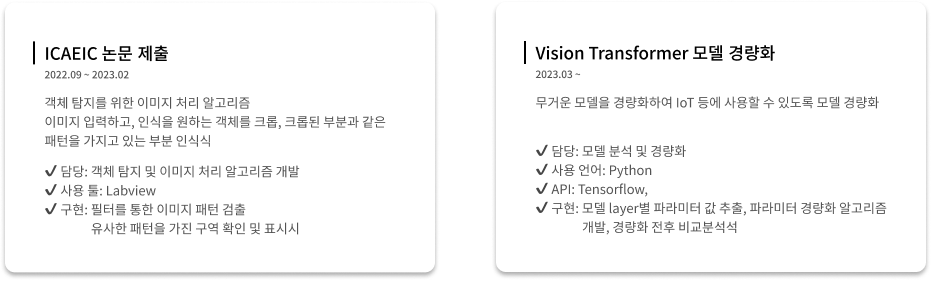 ICAEIC 논문 제출
2022.09 ~ 2023.02
객체 탐지를 위한 이미지 처리 알고리즘
이미지 입력하고, 인식을 원하는 객체를 크롭, 크롭된 부분과 같은
패턴을 가지고 있는 부분 인식식
✔ 담당: 객체 탐지 및 이미지 처리 알고리즘 개발
✔ 사용 툴: Labview
✔ 구현: 필터를 통한 이미지 패턴 검출
유사한 패턴을 가진 구역 확인 및 표시시
Vision Transformer 모델 경량화
2023.03 ~
무거운 모델을 경량화하여 IoT 등에 사용할 수 있도록 모델 경량화
✔ 담당: 모델 분석 및 경량화
✔ 사용 언어: Python
✔ API: Tensorflow,
✔ 구현: 모델 layer별 파라미터 값 추출, 파라미터 경량화 알고리즘
개발, 경량화 전후 비교분석석